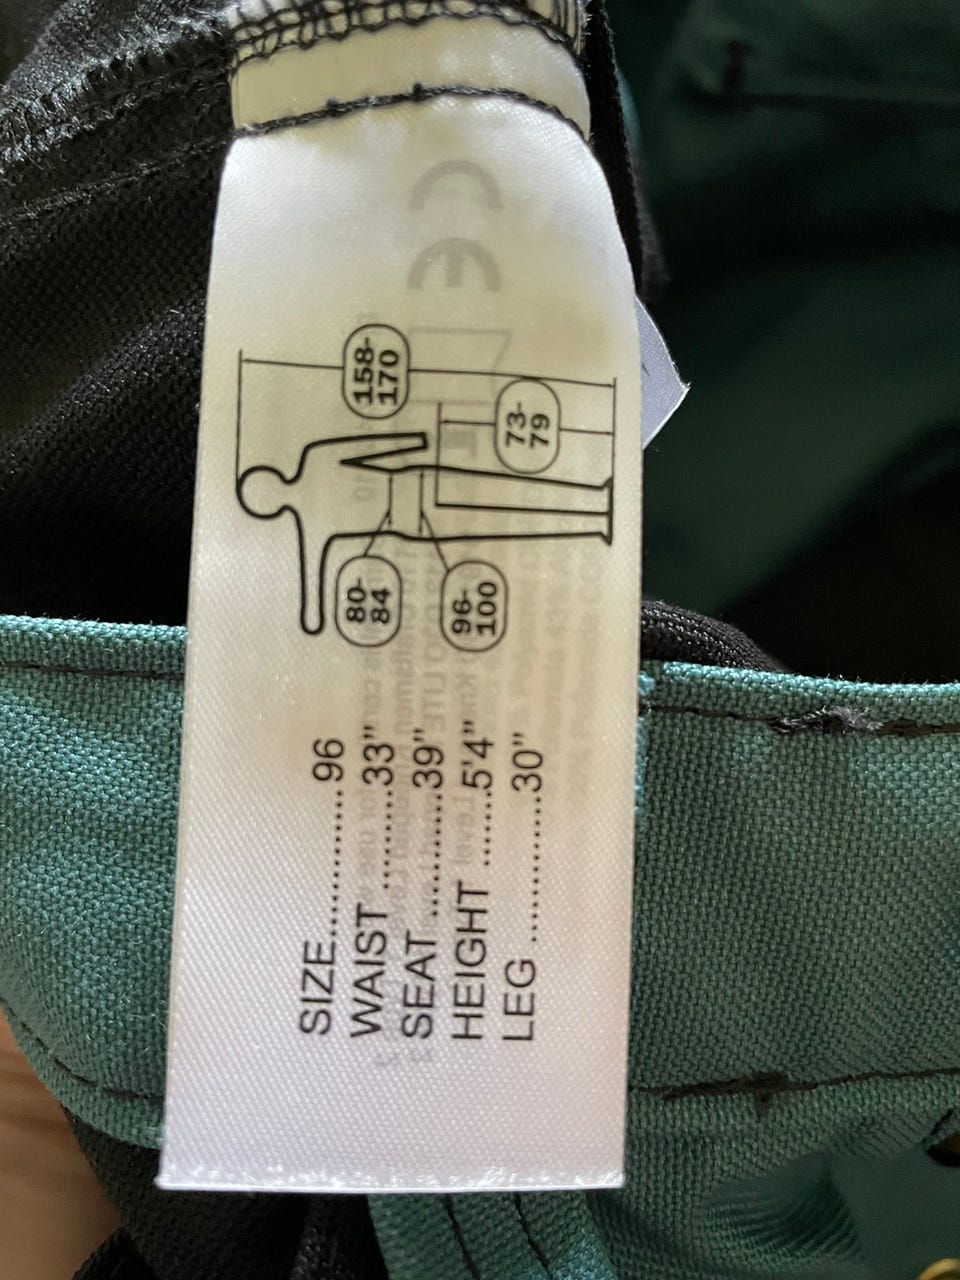 CE
158-
170
73-
79
80-
84
96-
100
SIZE................96
WAIST.........33"
SEAT...........39"
HEIGHT.......5'4"
LEG.............30"